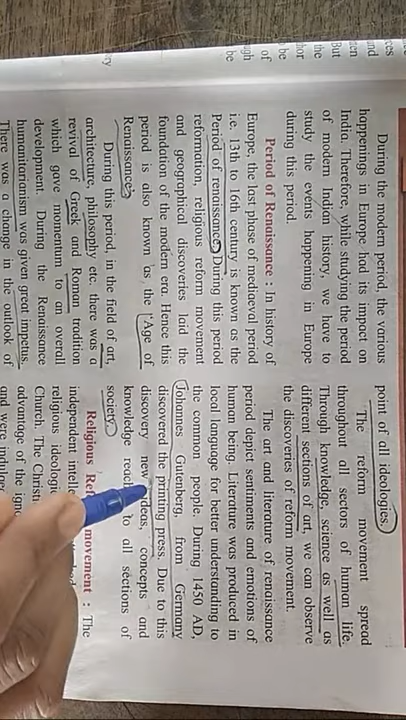 During the modern period, the various
happenings in Europe had its impact on
India. Therefore, while studying the period
of modern Indian history, we have to
study the events happening in Europe
during this period.
Period of Renaissance : In history of
Europe, the last phase of mediaeval period
i.e. 13th to 16th century is known as the
Period of renaissance. During this period
reformation, religious reform movement
and geographical discoveries laid the
foundation of the modern era. Hence this
period is also known as the 'Age of
Renaissance'.
During this period, in the field of art,
architecture, philosophy etc. there was a
revival of Greek and Roman tradition
which gave momentum to an overall
development. During the Renaissance
humanitarianism was given great impetus.
There was a change in the outlook of
point of all ideologies.
The reform movement spread
throughout all sectors of human life.
Through knowledge, science as well as
different sections of art, we can observe
the discoveries of reform movement.
The art and literature of renaissance
period depict sentiments and emotions of
human being. Literature was produced in
local language for better understanding to
the common people. During 1450 AD,
Johannes Gutenberg, from Germany
discovered the printing press. Due to this
discovery new ideas, concepts and
knowledge to all sections of
society.
Religious movement : The
independent
religious
Church. The
advantage of the
and were